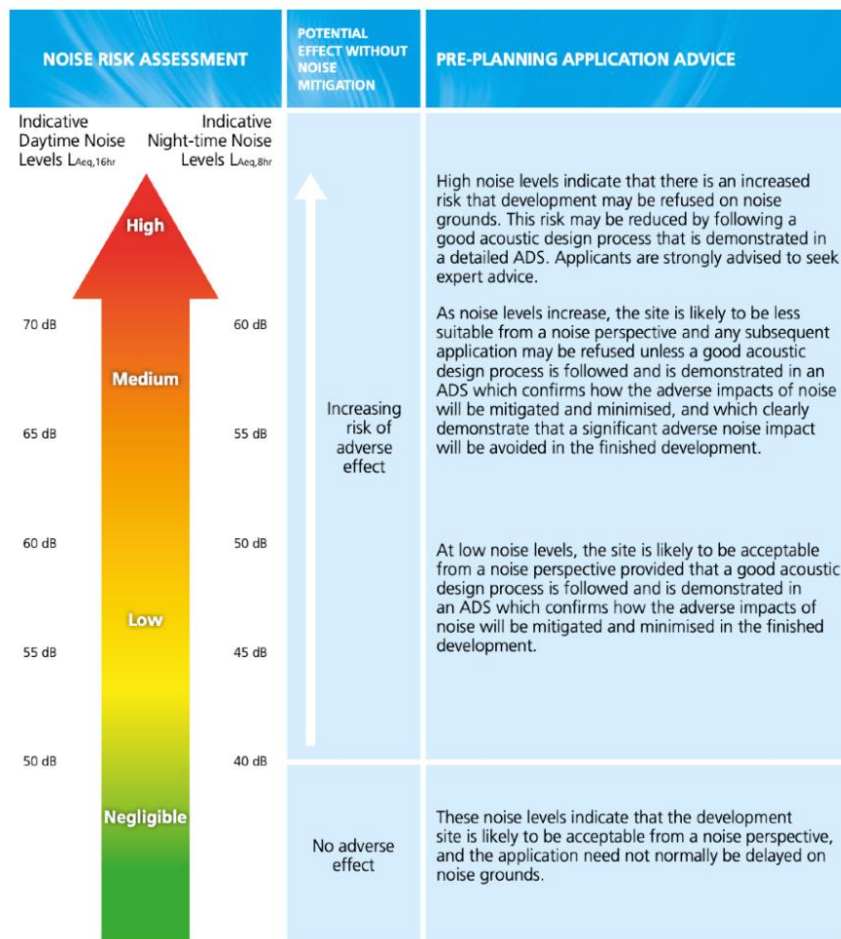 NOISE RISK ASSESSMENT
POTENTIAL
EFFECT WITHOUT
NOISE
MITIGATION
PRE-PLANNING APPLICATION ADVICE
Indicative
Daytime Noise
Levels LAeq,16hr
Indicative
Night-time Noise
Levels LAeq,8hr
High
70 dB
60 dB
Medium
65 dB
55 dB
60 dB
50 dB
Low
55 dB
45 dB
50 dB
40 dB
Negligible
Increasing
risk of
adverse
effect
No adverse
effect
High noise levels indicate that there is an increased
risk that development may be refused on noise
grounds. This risk may be reduced by following a
good acoustic design process that is demonstrated in
a detailed ADS. Applicants are strongly advised to seek
expert advice.
As noise levels increase, the site is likely to be less
suitable from a noise perspective and any subsequent
application may be refused unless a good acoustic
design process is followed and is demonstrated in an
ADS which confirms how the adverse impacts of noise
will be mitigated and minimised, and which clearly
demonstrate that a significant adverse noise impact
will be avoided in the finished development.
At low noise levels, the site is likely to be acceptable
from a noise perspective provided that a good acoustic
design process is followed and is demonstrated in
an ADS which confirms how the adverse impacts of
noise will be mitigated and minimised in the finished
development.
These noise levels indicate that the development
site is likely to be acceptable from a noise perspective,
and the application need not normally be delayed on
noise grounds.